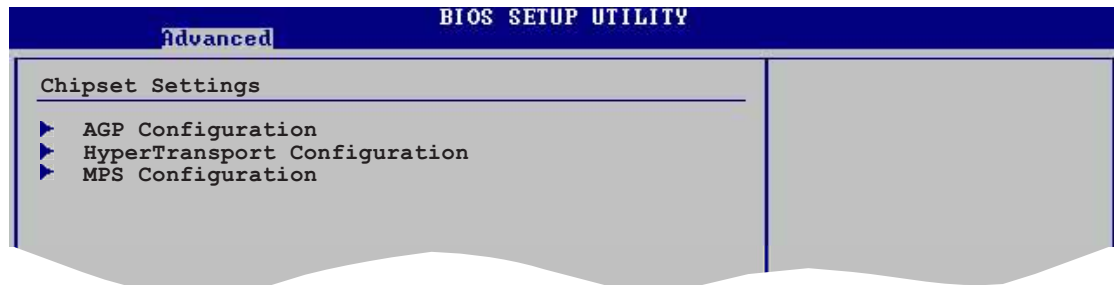 BIOS SETUP UTILITY
Advanced
Chipset Settings
AGP Configuration
HyperTransport Configuration
MPS Configuration